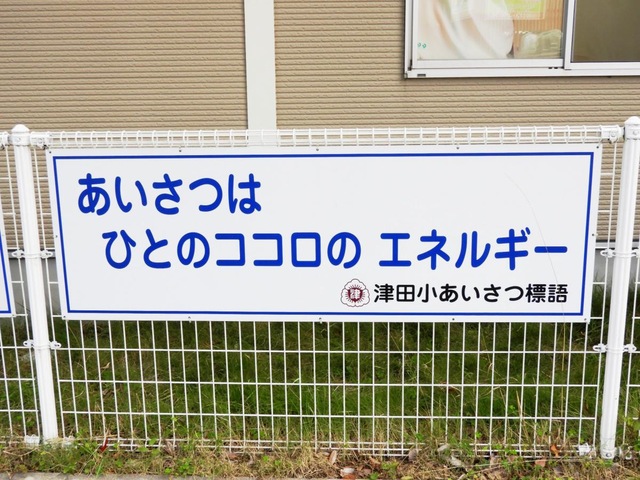 あいさつは
ひとのココロの エネルギー
津田小あいさつ標語